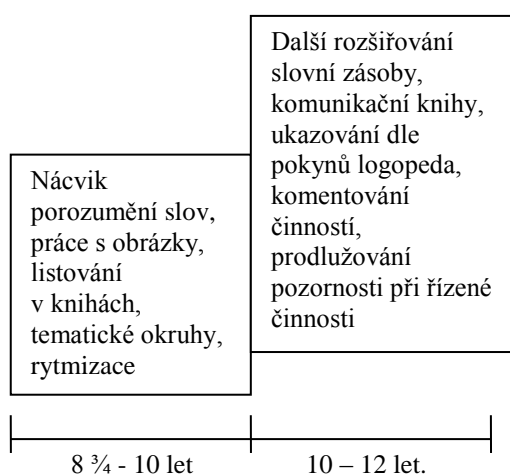 Nácvik
porozumění slov,
práce s obrázky,
listování
v knihách,
tematické okruhy,
rytmizace
Další rozšiřování
slovní zásoby,
komunikační knihy,
ukazování dle
pokynů logopeda,
komentování
činností,
prodlužování
pozornosti při řízené
činnosti
8 ¾ - 10 let
10 – 12 let.